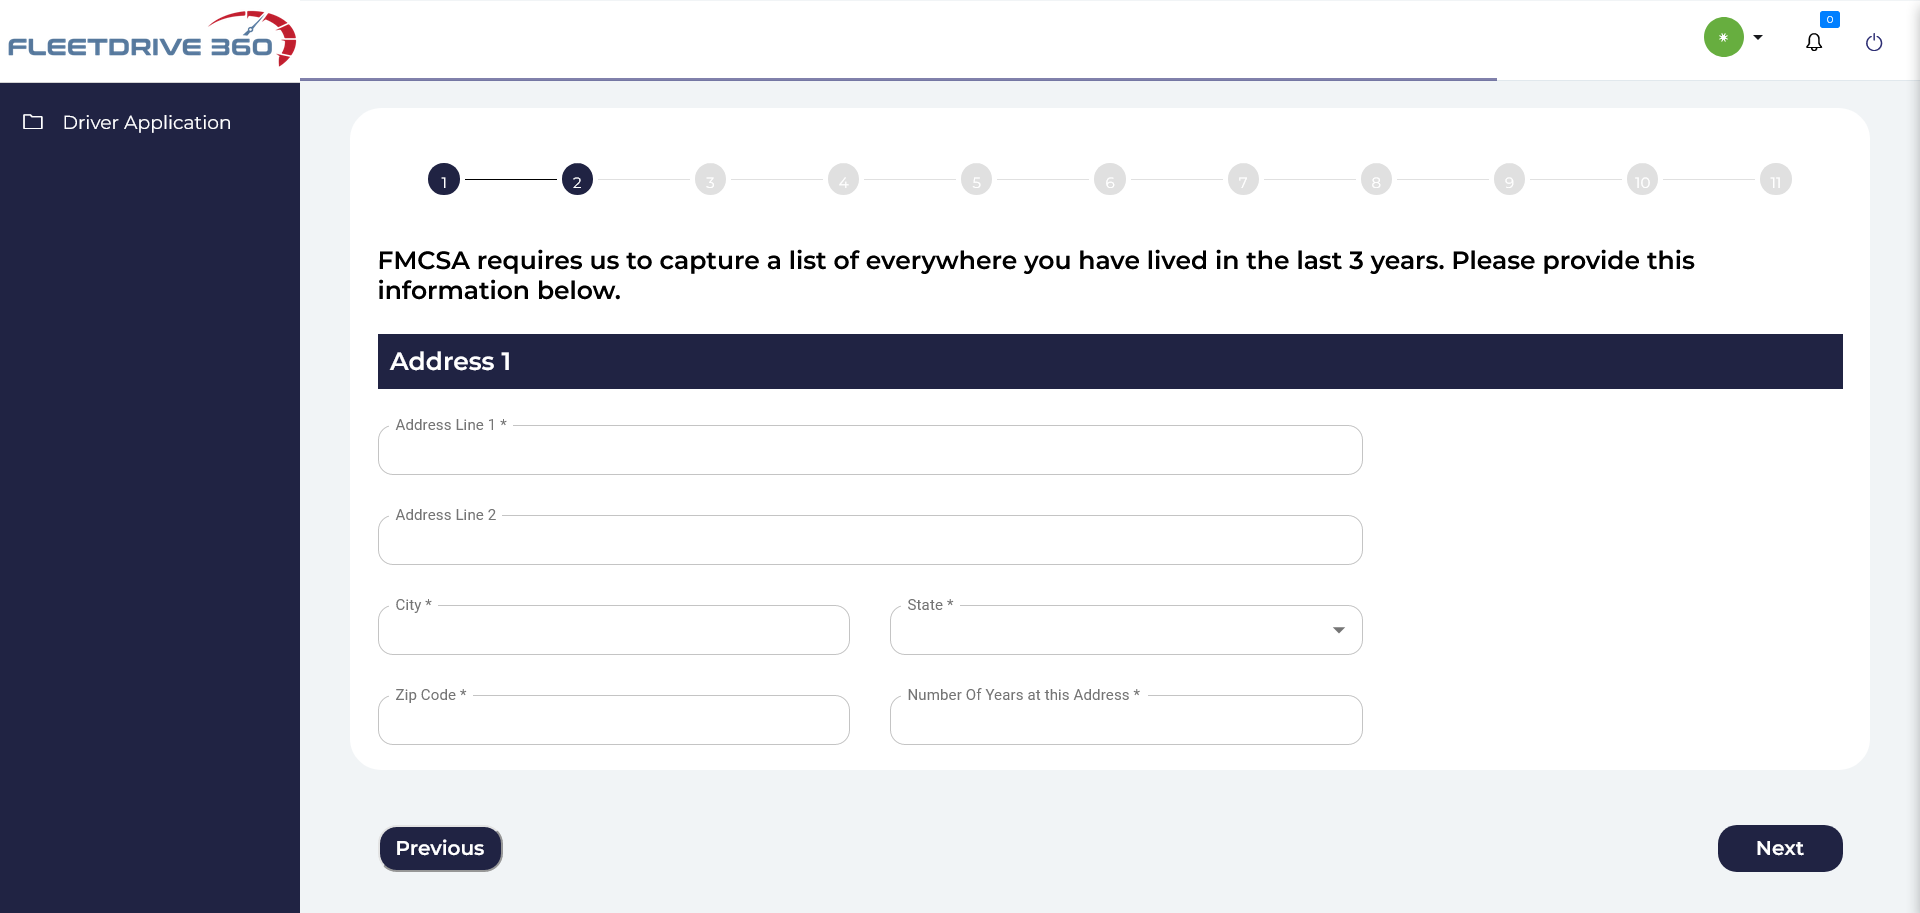 FLEETDRIVE 360
0
Driver Application
1 2 3 4 5 6 7 8 9 10 11
FMCSA requires us to capture a list of everywhere you have lived in the last 3 years. Please provide this
information below.
Address 1
Address Line 1 *
Address Line 2
City * State *
Zip Code * Number Of Years at this Address *
Previous Next